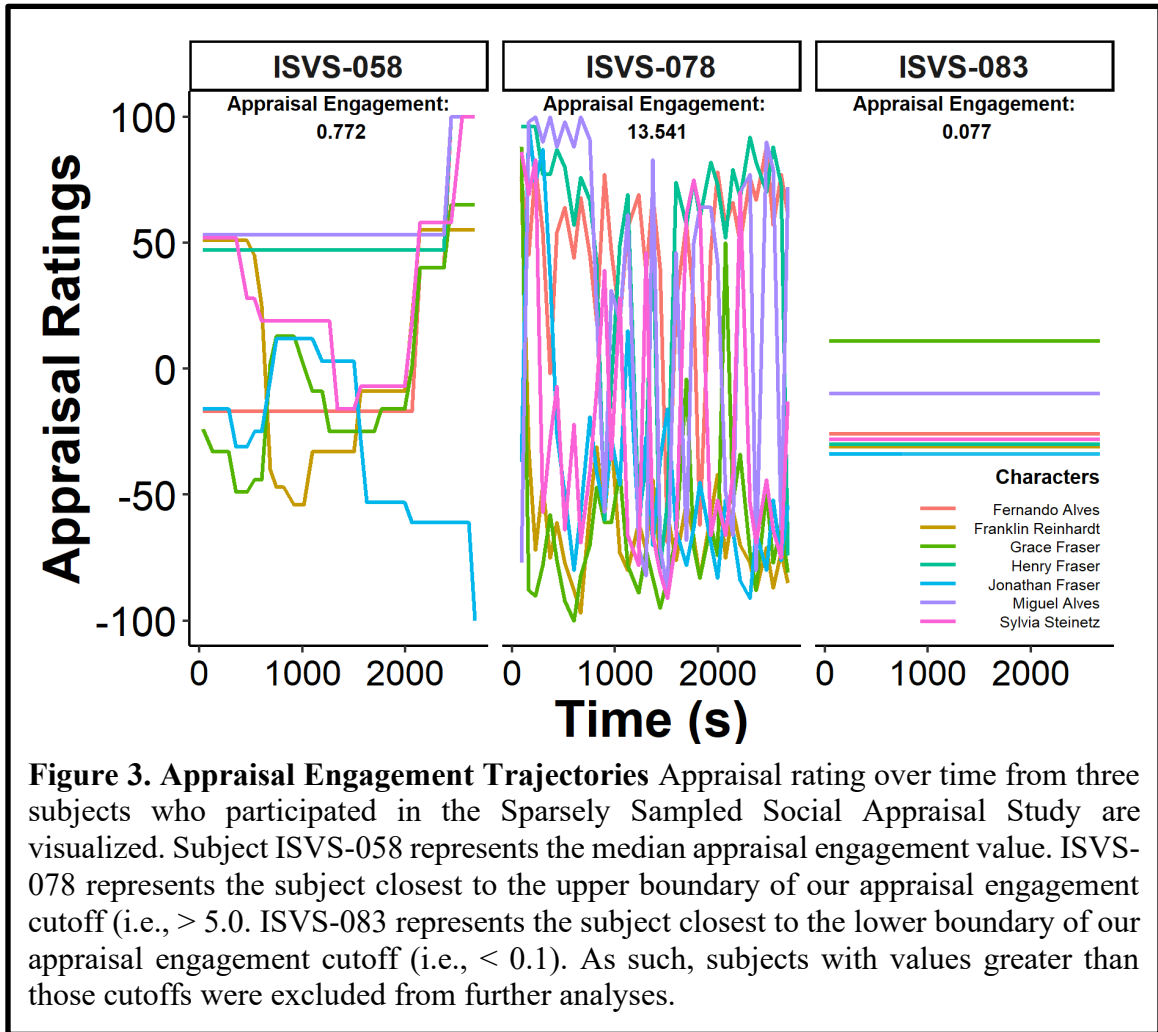 ISVS-058 ISVS-078 ISVS-083
Appraisal Engagement: Appraisal Engagement: Appraisal Engagement:
0.772 13.541 0.077
Appraisal Ratings
100
50
0
-50
-100
Characters
Fernando Alves
Franklin Reinhardt
Grace Fraser
Henry Fraser
Jonathan Fraser
Miguel Alves
Sylvia Steinetz
0 1000 2000 0 1000 2000 0 1000 2000
Time (s)
Figure 3. Appraisal Engagement Trajectories Appraisal rating over time from three
subjects who participated in the Sparsely Sampled Social Appraisal Study are
visualized. Subject ISVS-058 represents the median appraisal engagement value. ISVS-
078 represents the subject closest to the upper boundary of our appraisal engagement
cutoff (i.e., > 5.0. ISVS-083 represents the subject closest to the lower boundary of our
appraisal engagement cutoff (i.e., < 0.1). As such, subjects with values greater than
those cutoffs were excluded from further analyses.